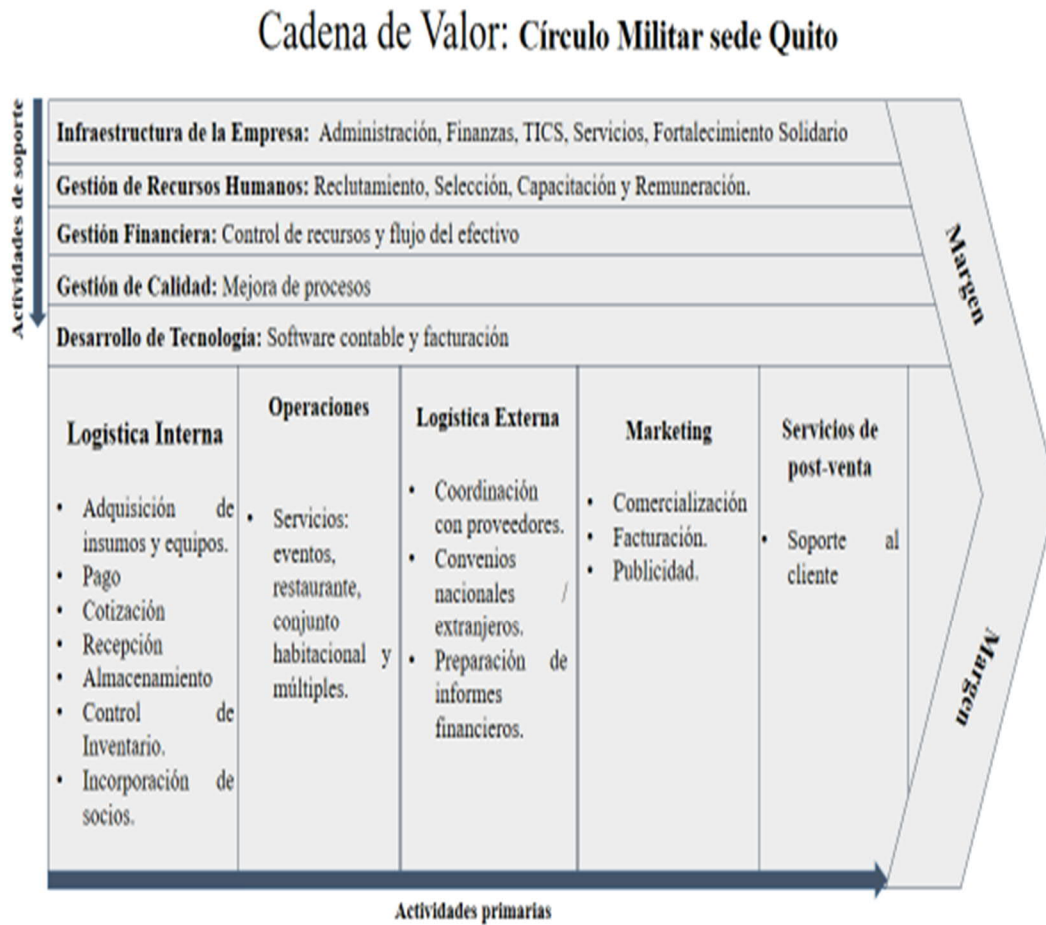 Cadena de Valor: Círculo Militar sede Quito
Actividades de soporte
Infraestructura de la Empresa: Administración, Finanzas, TICS, Servicios, Fortalecimiento Solidario
Gestión de Recursos Humanos: Reclutamiento, Selección, Capacitación y Remuneración.
Gestión Financiera: Control de recursos y flujo del efectivo
Gestión de Calidad: Mejora de procesos
Desarrollo de Tecnología: Software contable y facturación
Margen
Logística Interna
• Adquisición de
insumos y equipos.
• Pago
• Cotización
• Recepción
• Almacenamiento
• Control de
Inventario.
• Incorporación de
socios.
Operaciones
• Servicios:
eventos,
restaurante,
conjunto
habitacional y
múltiples.
Logística Externa
• Coordinación
con proveedores.
• Convenios
nacionales /
extranjeros.
• Preparación de
informes
financieros.
Marketing
• Comercialización
• Facturación.
• Publicidad.
Servicios de
post-venta
• Soporte al
cliente
Margen
Actividades primarias